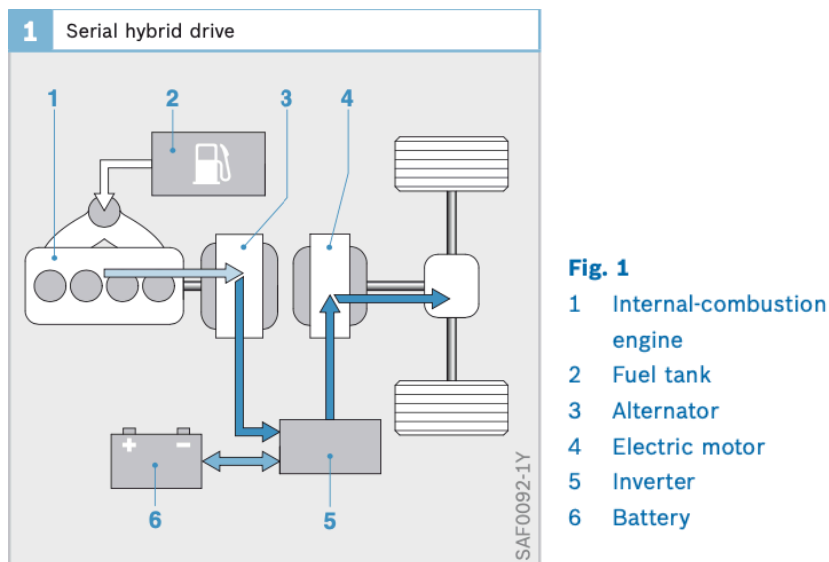 1 Serial hybrid drive
1 2 3 4
+ −
6 5
SAF0092-1Y
Fig. 1
1 Internal-combustion
engine
2 Fuel tank
3 Alternator
4 Electric motor
5 Inverter
6 Battery